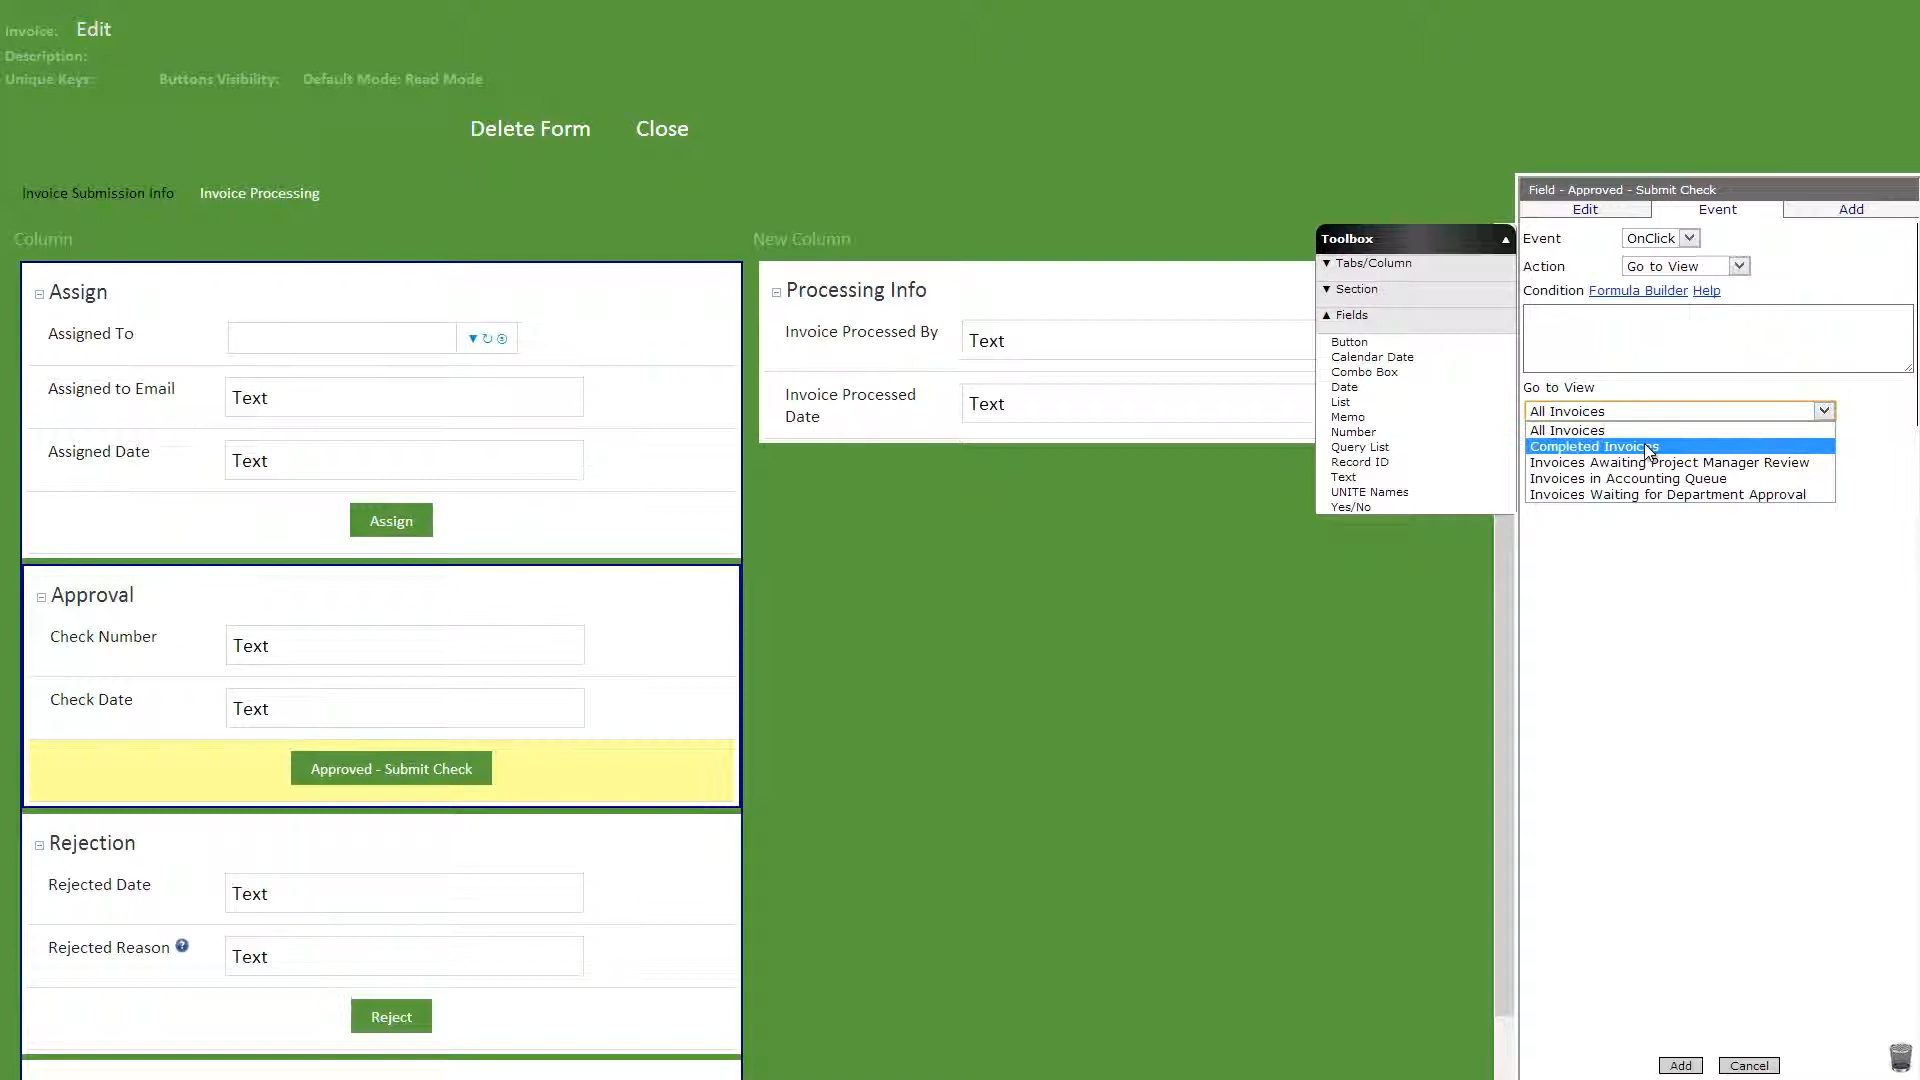 Invoice: Edit
Description:
Unique Keys: Buttons Visibility: Default Mode: Read Mode
Delete Form Close
Invoice Submission Info Invoice Processing
Column
Assign
Assigned To
Assigned to Email Text
Assigned Date Text
Assign
Approval
Check Number Text
Check Date Text
Approved - Submit Check
Rejection
Rejected Date Text
Rejected Reason ? Text
Reject
New Column
Processing Info
Invoice Processed By Text
Invoice Processed
Date Text
Toolbox
Tabs/Column
Section
Fields
Button
Calendar Date
Combo Box
Date
List
Memo
Number
Query List
Record ID
Text
UNITE Names
Yes/No
Field - Approved - Submit Check
Edit Event Add
Event OnClick
Action Go to View
Condition Formula Builder Help
Go to View
All Invoices
All Invoices
Completed Invoices
Invoices Awaiting Project Manager Review
Invoices in Accounting Queue
Invoices Waiting for Department Approval
Add Cancel